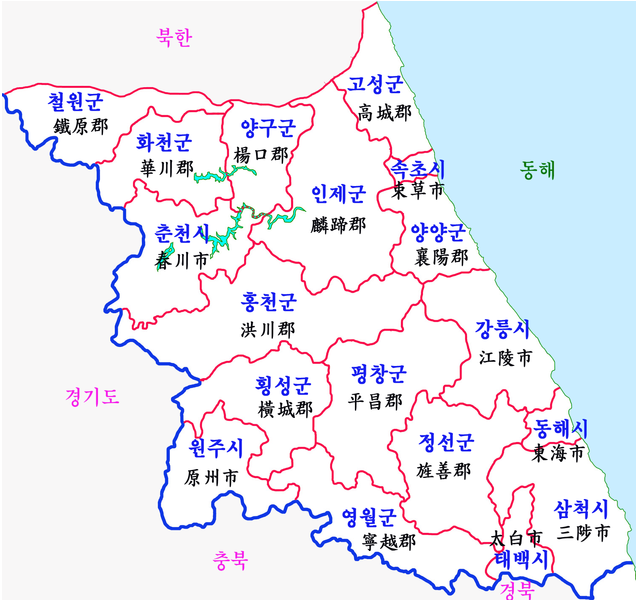 북한
고성군
高城郡
철원군
鐵原郡
화천군
華川郡
양구군
楊口郡
속초시
束草市
동해
인제군
麟蹄郡
춘천시
春川市
양양군
襄陽郡
홍천군
洪川郡
강릉시
江陵市
경기도
횡성군
橫城郡
평창군
平昌郡
원주시
原州市
정선군
旌善郡
동해시
東海市
영월군
寧越郡
삼척시
三陟市
太白市
태백시
충북
경북